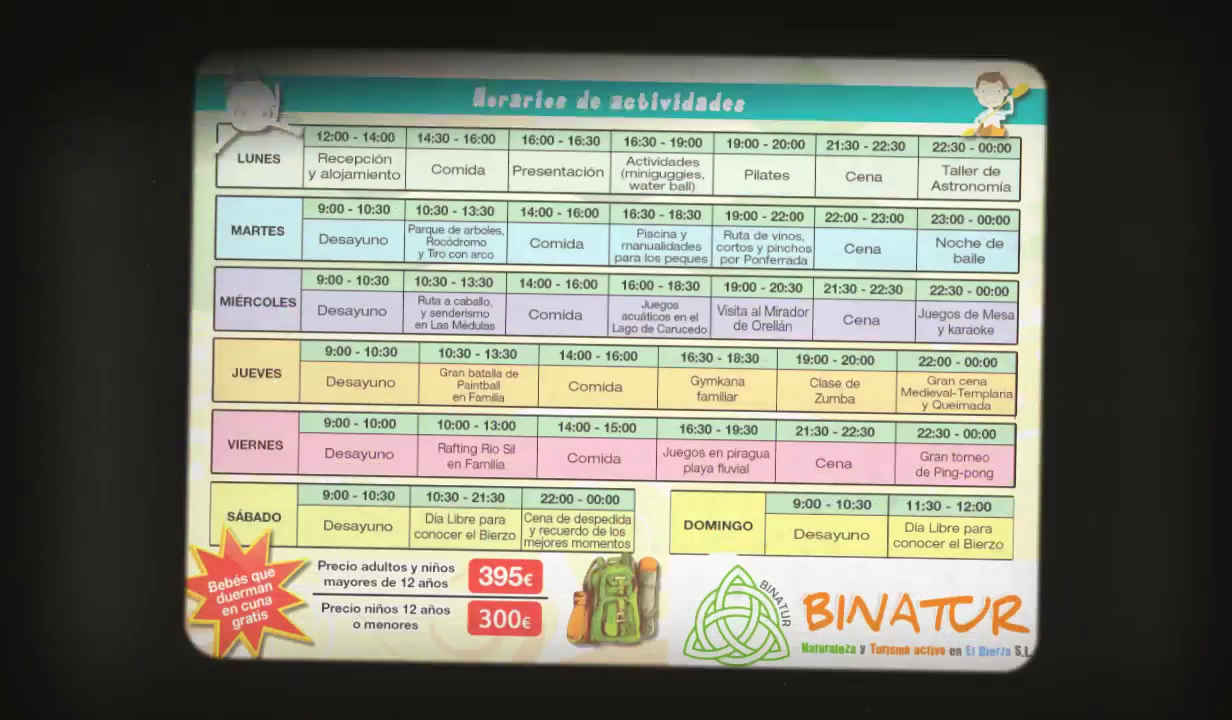 Horarios de actividades
LUNES
12:00 - 14:00
Recepción
y alojamiento
14:30 - 16:00
Comida
16:00 - 16:30
Presentación
16:30 - 19:00
Actividades
(miniguggies,
water ball)
19:00 - 20:00
Pilates
21:30 - 22:30
Cena
22:30 - 00:00
Taller de
Astronomía
MARTES
9:00 - 10:30
Desayuno
10:30 - 13:30
Parque de arboles,
Rocódromo
y Tiro con arco
14:00 - 16:00
Comida
16:30 - 18:30
Piscina y
manualidades
para los peques
19:00 - 22:00
Ruta de vinos,
cortos y pinchos
por Ponferrada
22:00 - 23:00
Cena
23:00 - 00:00
Noche de
baile
MIÉRCOLES
9:00 - 10:30
Desayuno
10:30 - 13:30
Ruta a caballo,
y senderismo
en Las Médulas
14:00 - 16:00
Comida
16:00 - 18:30
Juegos
acuáticos en el
Lago de Carucedo
19:00 - 20:30
Visita al Mirador
de Orellán
21:30 - 22:30
Cena
22:30 - 00:00
Juegos de Mesa
y karaoke
JUEVES
9:00 - 10:30
Desayuno
10:30 - 13:30
Gran batalla de
Paintball
en Familia
14:00 - 16:00
Comida
16:30 - 18:30
Gymkana
familiar
19:00 - 20:00
Clase de
Zumba
22:00 - 00:00
Gran cena
Medieval-Templaria
y Queimada
VIERNES
9:00 - 10:00
Desayuno
10:00 - 13:00
Rafting Rio Sil
en Familia
14:00 - 15:00
Comida
16:30 - 19:30
Juegos en piragua
playa fluvial
21:30 - 22:30
Cena
22:30 - 00:00
Gran torneo
de Ping-pong
SÁBADO
9:00 - 10:30
Desayuno
10:30 - 21:30
Día Libre para
conocer el Bierzo
22:00 - 00:00
Cena de despedida
y recuerdo de los
mejores momentos
DOMINGO
9:00 - 10:30
Desayuno
11:30 - 12:00
Día Libre para
conocer el Bierzo
Bebés que
duerman
en cuna
gratis
Precio adultos y niños
mayores de 12 años
395€
Precio niños 12 años
o menores
300€
BINATUR
BINATUR
Naturaleza y Turismo activo en El Bierzo S.L.